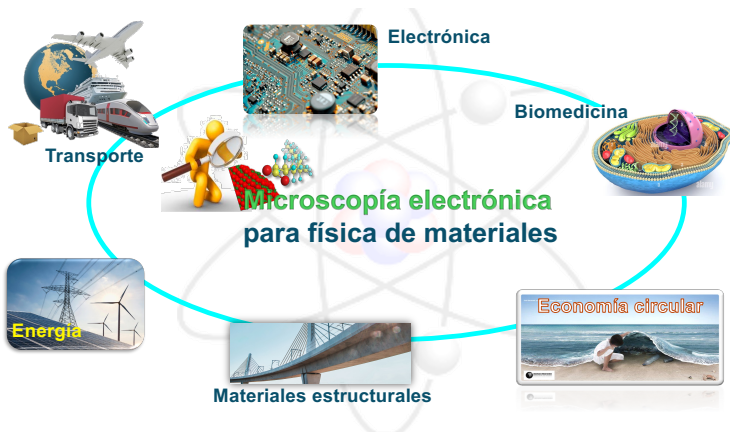 Electrónica
Biomedicina
Transporte
Microscopía electrónica
para física de materiales
Economía circular
Energía
Materiales estructurales